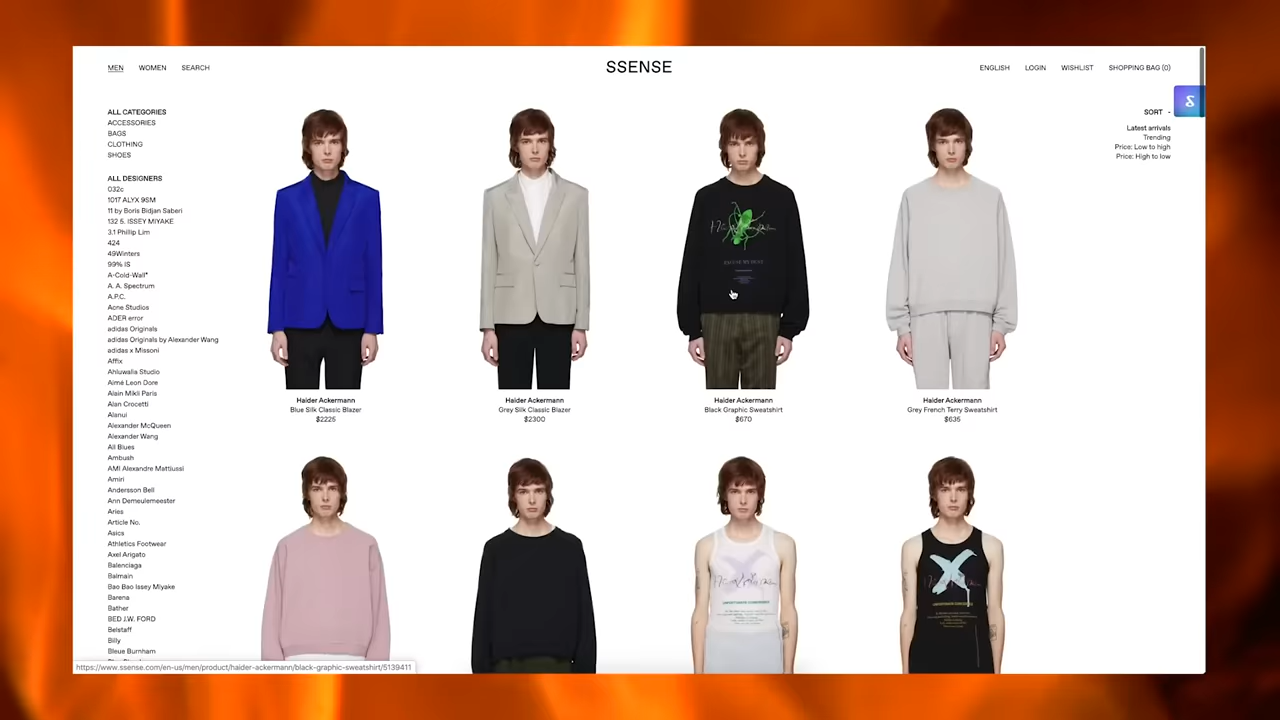 MEN WOMEN SEARCH
SSENSE
ENGLISH LOGIN WISHLIST SHOPPING BAG (0)
ALL CATEGORIES
ACCESSORIES
BAGS
CLOTHING
SHOES
ALL DESIGNERS
032c
1017 ALYX 9SM
11 by Boris Bidjan Saberi
132 5. ISSEY MIYAKE
3.1 Phillip Lim
424
49Winters
99% IS
A-Cold-Wall*
A. A. Spectrum
A.P.C.
Acne Studios
ADER error
adidas Originals
adidas Originals by Alexander Wang
adidas x Missoni
Affix
Ahluwalia Studio
Aimé Leon Dore
Alain Mikli Paris
Alan Crocetti
Alanui
Alexander McQueen
Alexander Wang
All Blues
Ambush
AMI Alexandre Mattiussi
Amiri
Andersson Bell
Ann Demeulemeester
Aries
Article No.
Asics
Athletics Footwear
Axel Arigato
Balenciaga
Balmain
Bao Bao Issey Miyake
Barena
Bather
BED J.W. FORD
Belstaff
Billy
Bleue Burnham
SORT -
Latest arrivals
Trending
Price: Low to high
Price: High to low
Haider Ackermann
Blue Silk Classic Blazer
$2225
Haider Ackermann
Grey Silk Classic Blazer
$2300
Haider Ackermann
Black Graphic Sweatshirt
$670
Haider Ackermann
Grey French Terry Sweatshirt
$635
https://www.ssense.com/en-us/men/product/haider-ackermann/black-graphic-sweatshirt/5139411